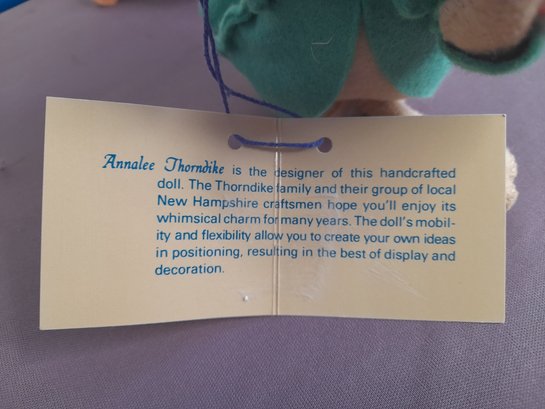 Annalee Thorndike is the designer of this handcrafted
doll. The Thorndike family and their group of local
New Hampshire craftsmen hope you'll enjoy its
whimsical charm for many years. The doll's mobil-
ity and flexibility allow you to create your own ideas
in positioning, resulting in the best of display and
decoration.